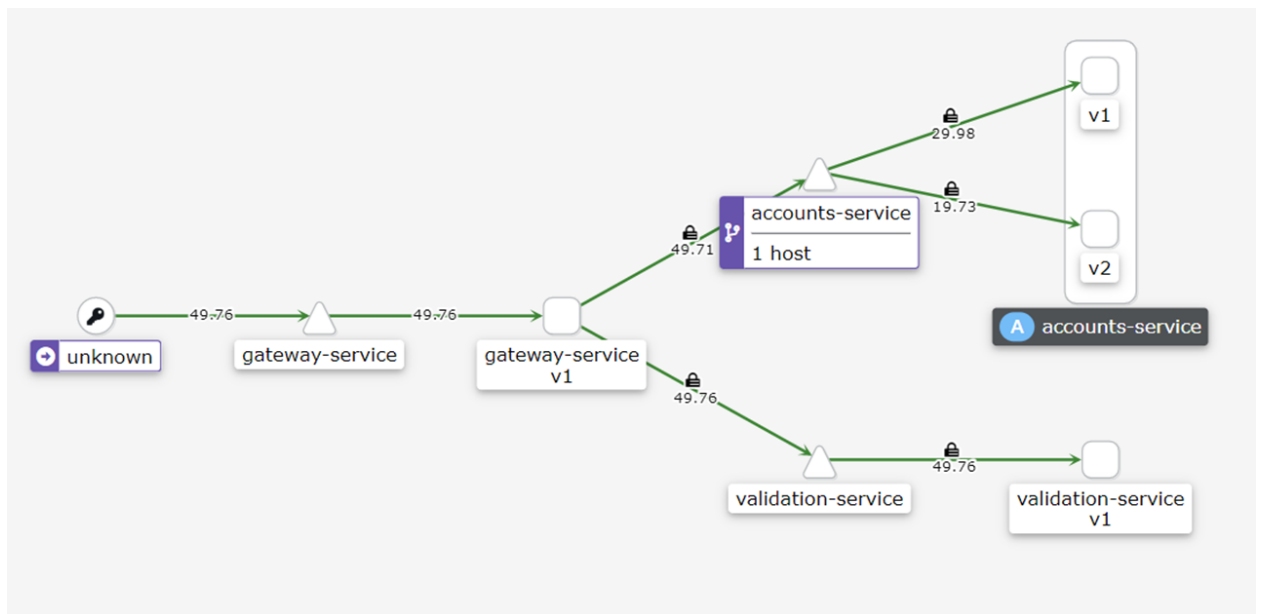 v1
29.98
accounts-service
1 host
19.73
49.71
v2
49.76
49.76
unknown
gateway-service
gateway-service
v1
A accounts-service
49.76
49.76
validation-service
validation-service
v1